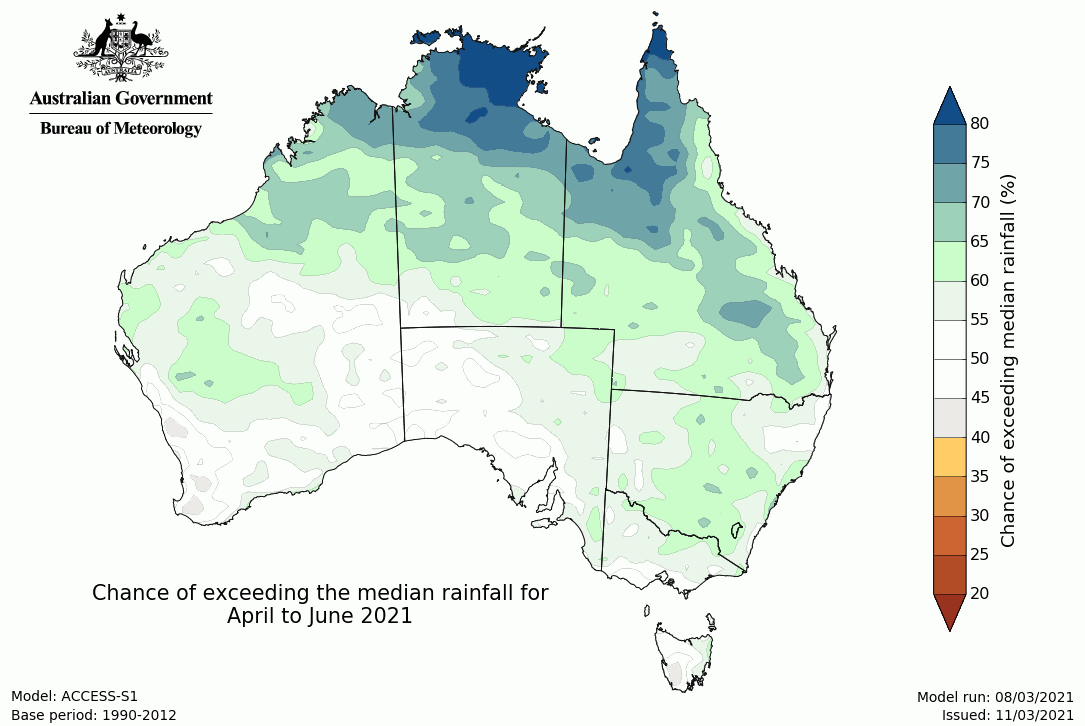 Australian Government
Bureau of Meteorology
80
75
70
65
60
55
50
45
40
35
30
25
20
Chance of exceeding median rainfall (%)
Chance of exceeding the median rainfall for
April to June 2021
Model: ACCESS-S1
Base period: 1990-2012
Model run: 08/03/2021
Issued: 11/03/2021